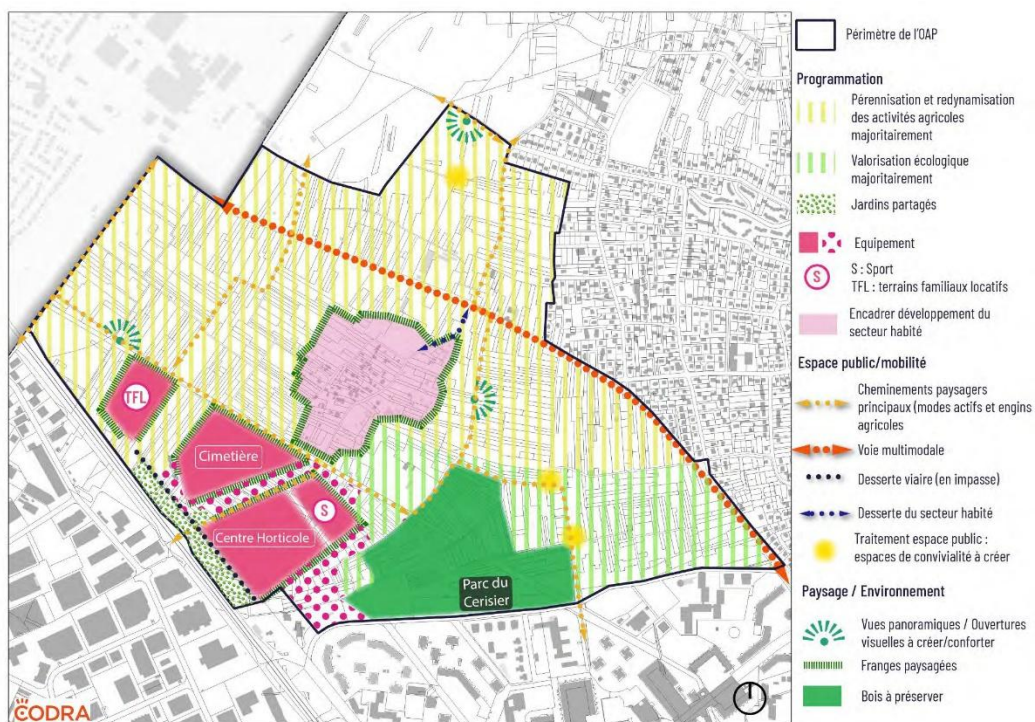 Périmètre de l'OAP
Programmation
Pérennisation et redynamisation
des activités agricoles
majoritairement
Valorisation écologique
majoritairement
Jardins partagés
Equipement
S
S : Sport
TFL : terrains familiaux locatifs
Encadrer développement du
secteur habité
Espace public/mobilité
Cheminements paysagers
principaux (modes actifs et engins
agricoles
Voie multimodale
Desserte viaire (en impasse)
Desserte du secteur habité
Traitement espace public :
espaces de convivialité à
créer
Paysage / Environnement
Vues panoramiques / Ouvertures
visuelles à créer/conforter
Franges paysagées
Bois à préserver
TFL
Cimetière
S
Centre Horticole
Parc du
Cerisier
CODRA